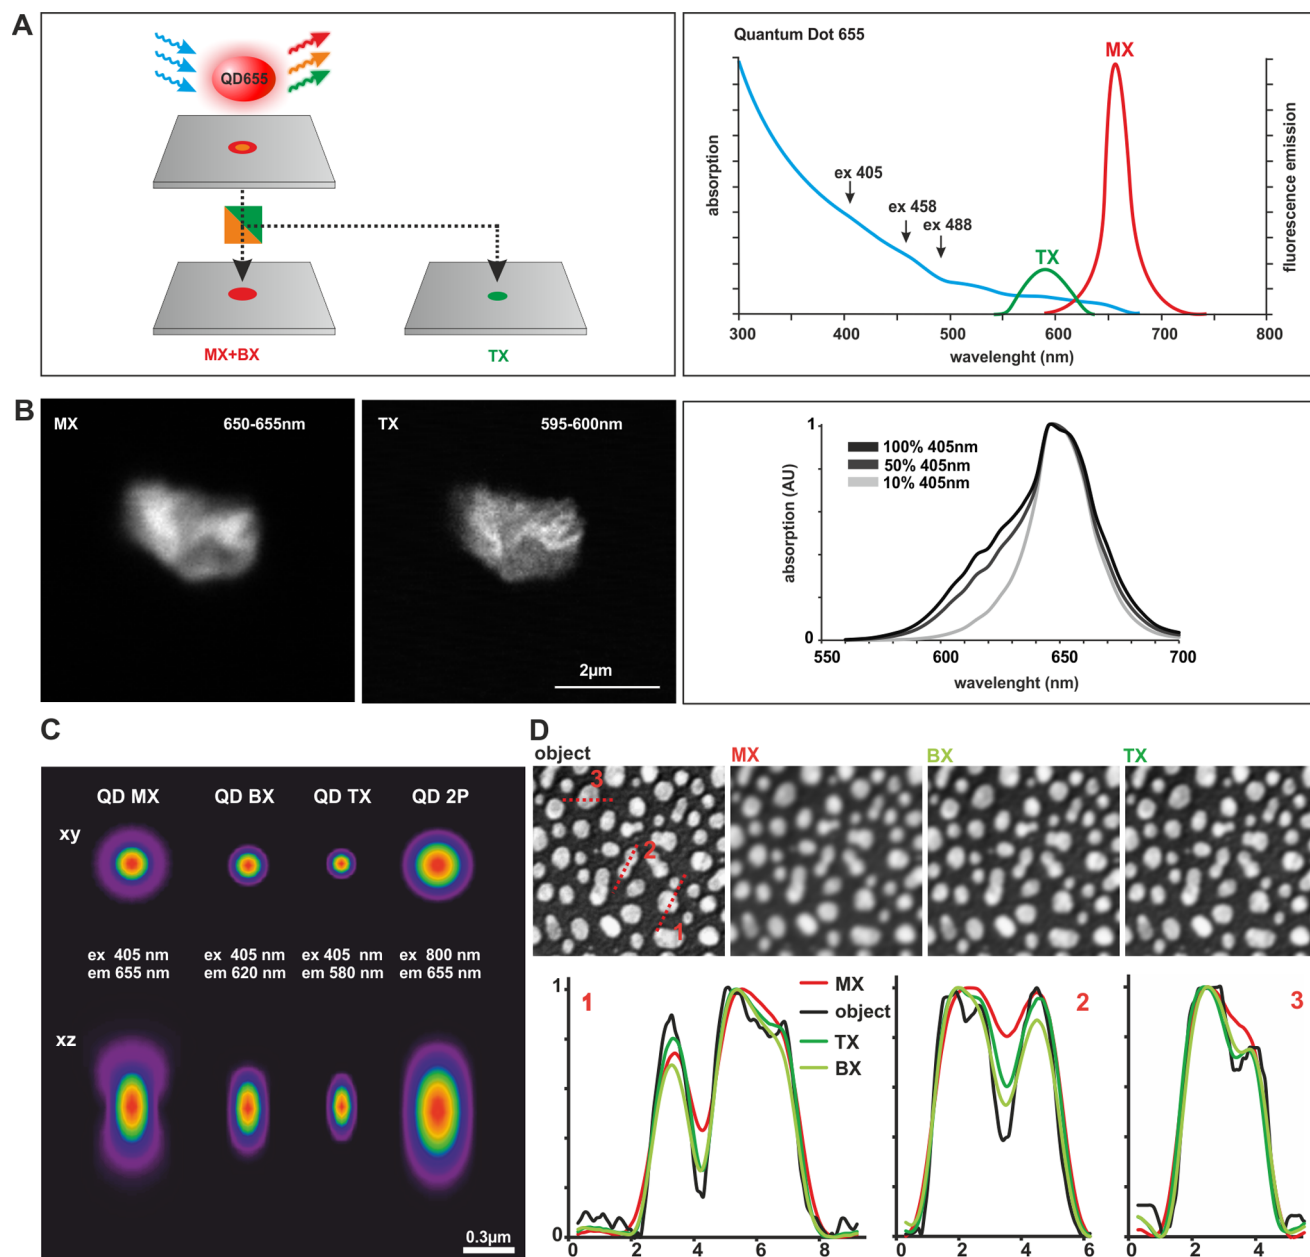 A
QD655
MX+BX
TX
Quantum Dot 655
MX
TX
ex 405
ex 458
ex 488
absorption
fluorescence emission
300
400
500
600
700
800
wavelenght (nm)
B
MX
650-655nm
TX
595-600nm
2µm
1
0
absorption (AU)
100% 405nm
50% 405nm
10% 405nm
550
600
650
700
wavelenght (nm)
C
QD MX
QD BX
QD TX
QD 2P
xy
ex 405 nm
em 655 nm
ex 405 nm
em 620 nm
ex 405 nm
em 580 nm
ex 800 nm
em 655 nm
xz
0.3µm
D
object
MX
BX
TX
3
2
1
1
0
1
MX
object
TX
BX
2
3
0
2
4
6
8
0
2
4
6
0
2
4
6